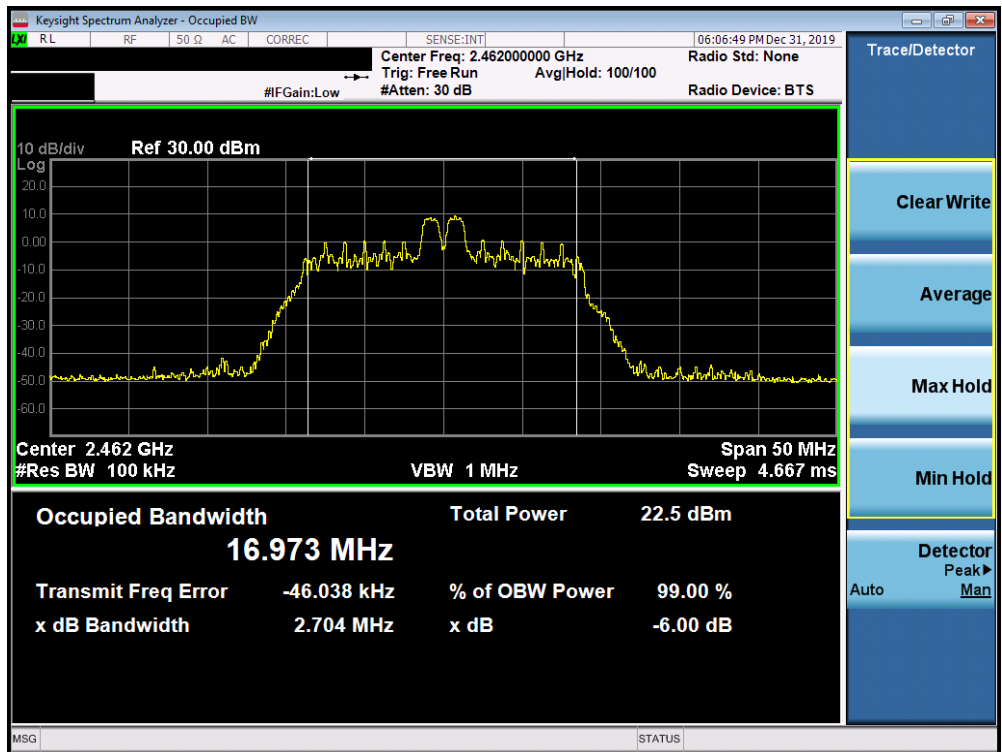 Keysight Spectrum Analyzer - Occupied BW
LXI RL RF 50 Ω AC CORREC SENSE:INT 06:06:49 PM Dec 31, 2019
Center Freq: 2.462000000 GHz Radio Std: None
Trig: Free Run Avg|Hold: 100/100
#IFGain:Low #Atten: 30 dB Radio Device: BTS
Trace/Detector
10 dB/div Ref 30.00 dBm
Log
20.0
10.0
0.00
-10.0
-20.0
-30.0
-40.0
-50.0
-60.0
Center 2.462 GHz Span 50 MHz
#Res BW 100 kHz VBW 1 MHz Sweep 4.667 ms
Occupied Bandwidth Total Power 22.5 dBm
16.973 MHz
Transmit Freq Error -46.038 kHz % of OBW Power 99.00 %
x dB Bandwidth 2.704 MHz x dB -6.00 dB
Clear Write
Average
Max Hold
Min Hold
Detector
Peak▶
Auto Man
MSG STATUS